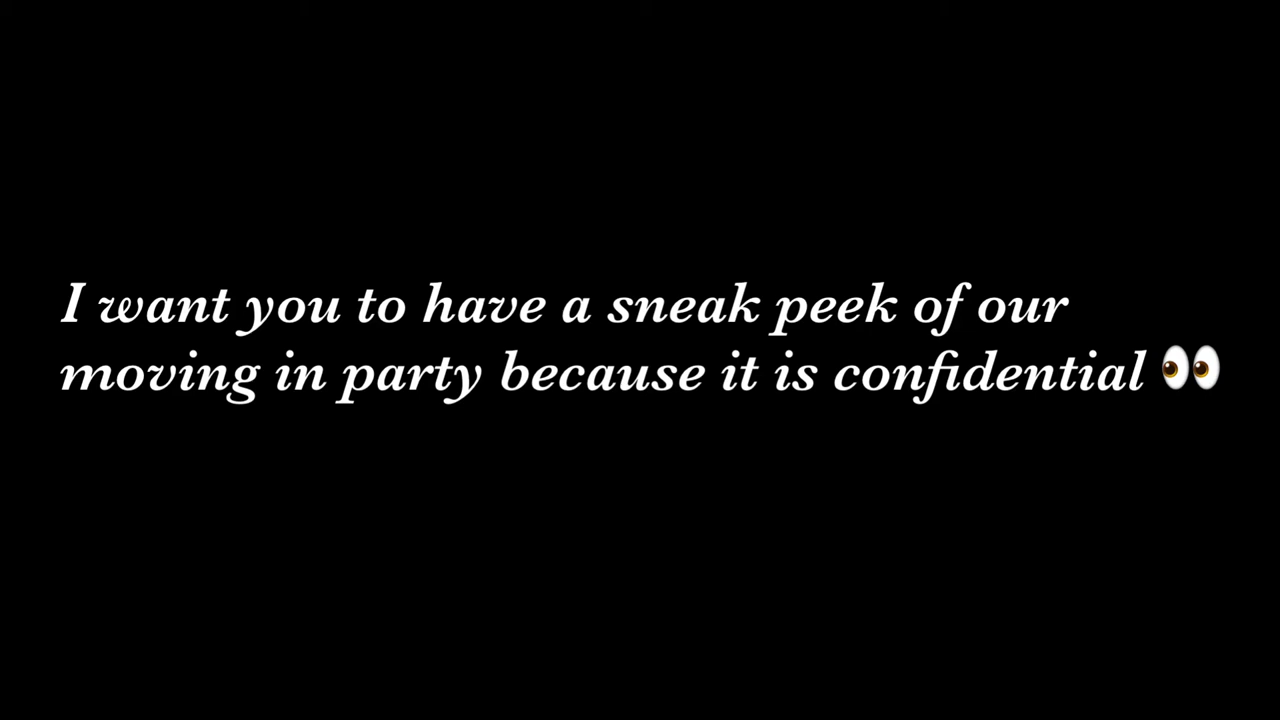 I want you to have a sneak peek of our
moving in party because it is confidential 👀